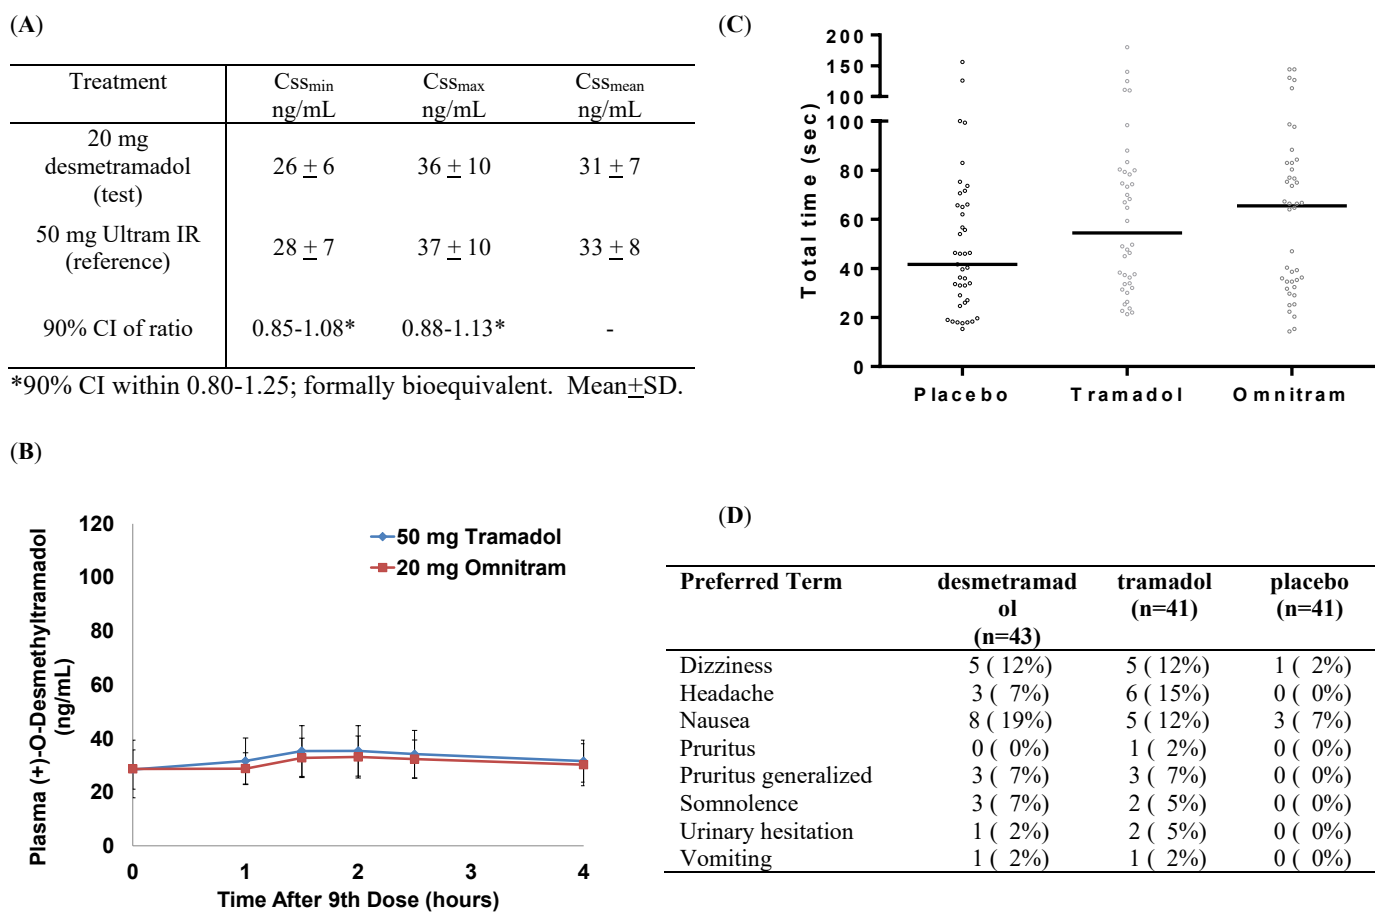 (A)
Treatment Cssmin Cssmax Cssmean
ng/mL ng/mL ng/mL
20 mg
desmetramadol
(test)
26 ± 6 36 ± 10 31 ± 7
50 mg Ultram IR
(reference)
28 ± 7 37 ± 10 33 ± 8
90% CI of ratio 0.85-1.08* 0.88-1.13* -
*90% CI within 0.80-1.25; formally bioequivalent. Mean±SD.
(B)
Plasma (+)-O-Desmethyltramadol
(ng/mL)
120
100
80
60
40
20
0
50 mg Tramadol
20 mg Omnitram
0 1 2 3 4
Time After 9th Dose (hours)
(C)
Total time (sec)
200
150
100
100
80
60
40
20
0
Placebo Tramadol Omnitram
(D)
Preferred Term desmetramad tramadol placebo
ol (n=41) (n=41)
(n=43)
Dizziness 5 ( 12%) 5 ( 12%) 1 ( 2%)
Headache 3 ( 7%) 6 ( 15%) 0 ( 0%)
Nausea 8 ( 19%) 5 ( 12%) 3 ( 7%)
Pruritus 0 ( 0%) 1 ( 2%) 0 ( 0%)
Pruritus generalized 3 ( 7%) 3 ( 7%) 0 ( 0%)
Somnolence 3 ( 7%) 2 ( 5%) 0 ( 0%)
Urinary hesitation 1 ( 2%) 2 ( 5%) 0 ( 0%)
Vomiting 1 ( 2%) 1 ( 2%) 0 ( 0%)